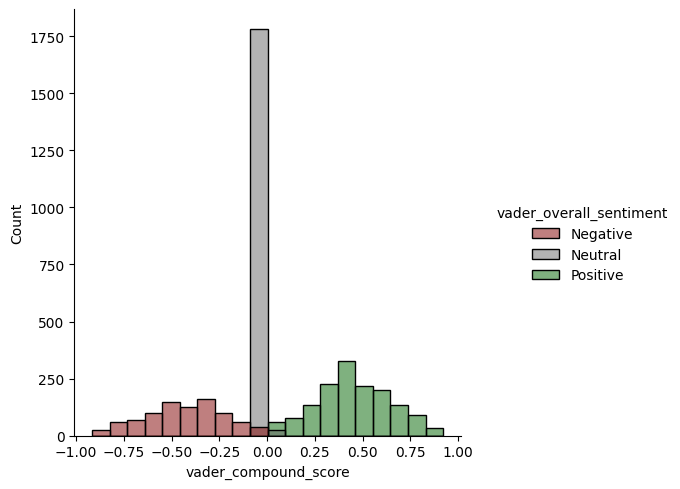 1750
1500
1250
1000
750
500
250
0
Count
−1.00 −0.75 −0.50 −0.25 0.00 0.25 0.50 0.75 1.00
vader_compound_score
vader_overall_sentiment
Negative
Neutral
Positive